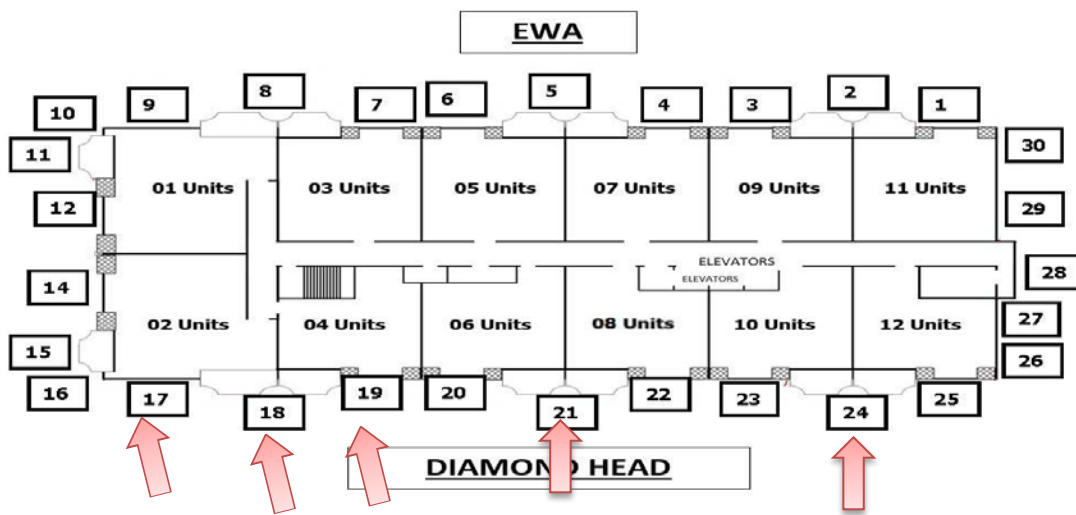 EWA
10 9 8 7 6 5 4 3 2 1
11 30
01 Units 03 Units 05 Units 07 Units 09 Units 11 Units
12 29
ELEVATORS
28
ELEVATORS
14
02 Units 04 Units 06 Units 08 Units 10 Units 12 Units
27
15 26
16 17 18 19 20 21 22 23 24 25
DIAMOND HEAD